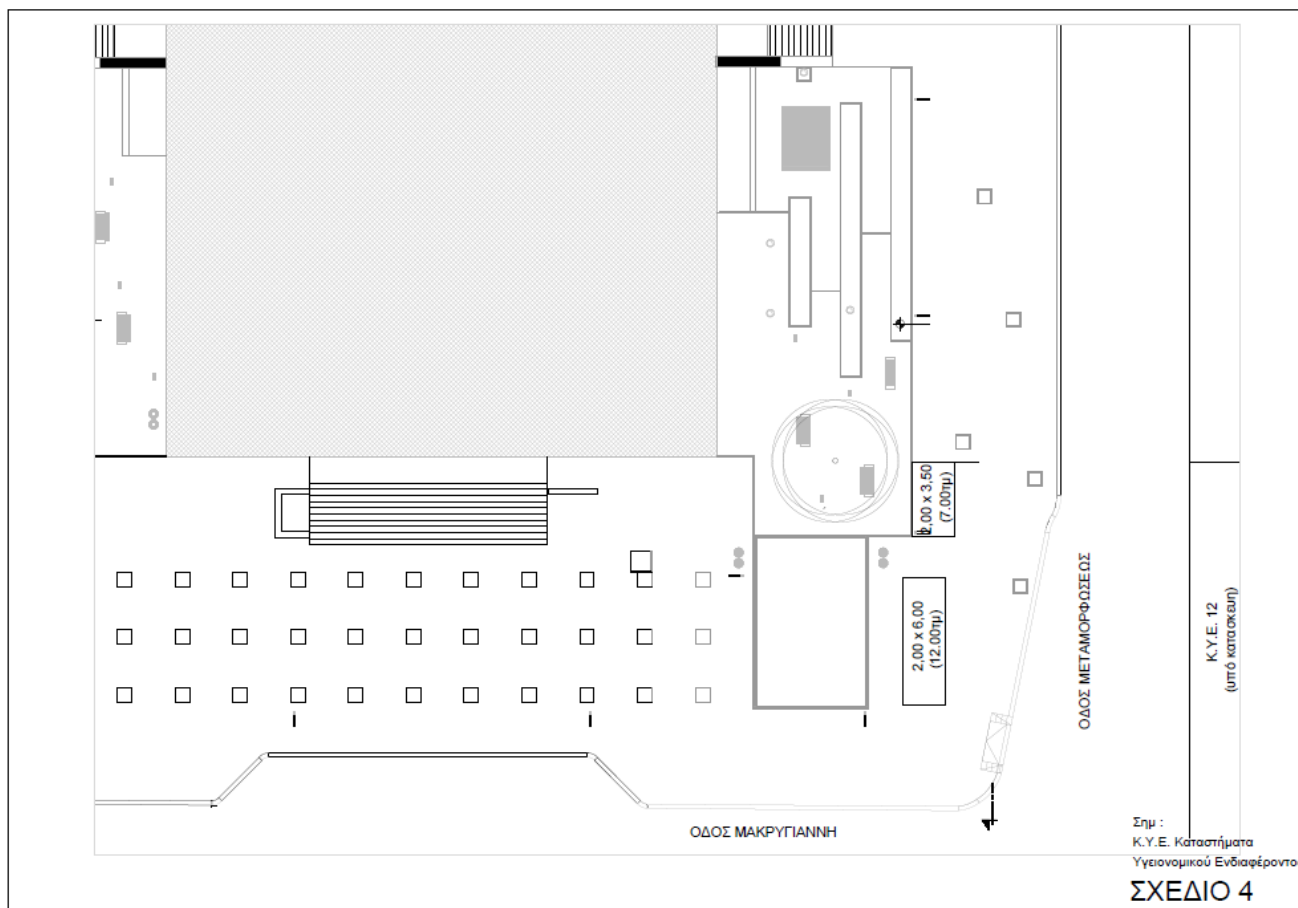 2,00 x 3,50
(7.00τμ)
2,00 x 6,00
(12.00τμ)
ΟΔΟΣ ΜΕΤΑΜΟΡΦΩΣΕΩΣ
Κ.Υ.Ε. 12
(υπό κατασκευη)
ΟΔΟΣ ΜΑΚΡΥΓΙΑΝΝΗ
Σημ :
Κ.Υ.Ε. Καταστήματα
Υγειονομικού Ενδιαφέροντο
ΣΧΕΔΙΟ 4